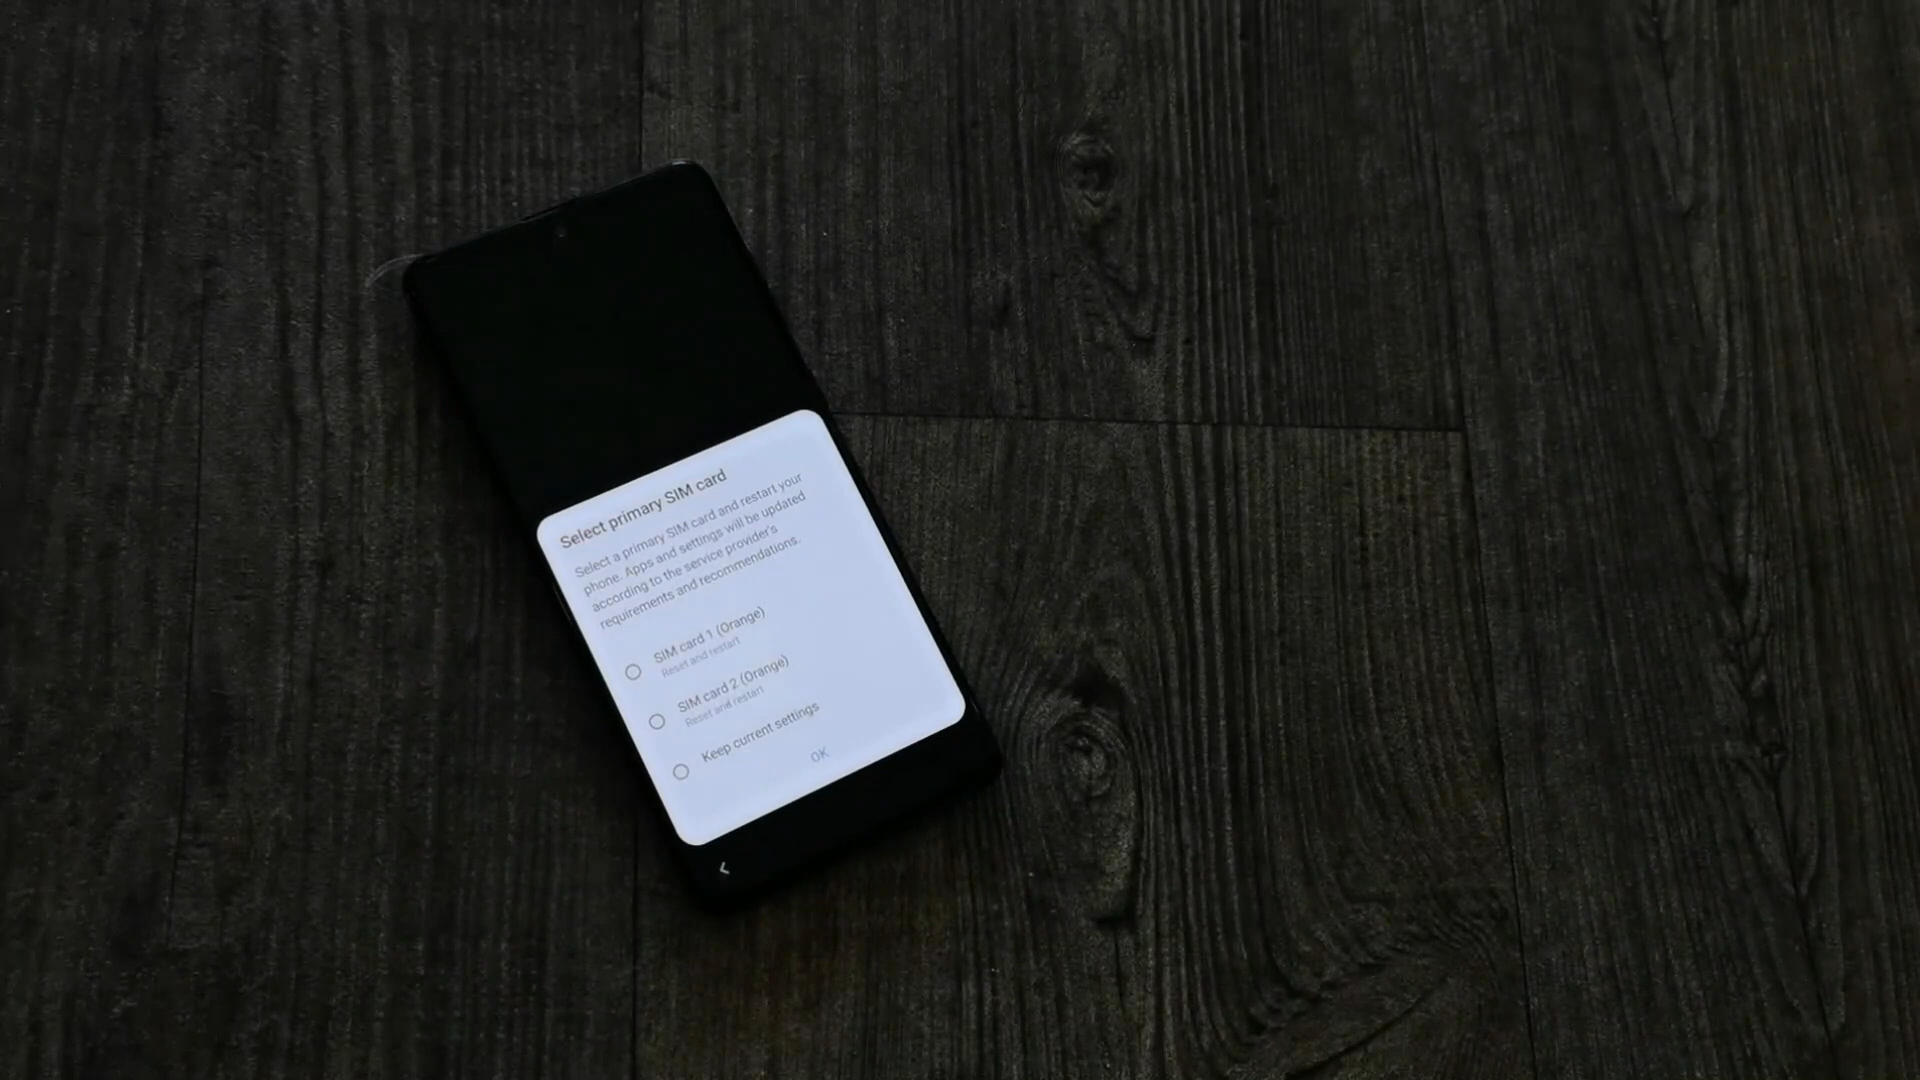 Select primary SIM card
Select a primary SIM card and restart your
phone. Apps and settings will be updated
according to the service provider's
requirements and recommendations.
SIM card 1 (Orange)
Reset and restart
SIM card 2 (Orange)
Reset and restart
Keep current settings
OK